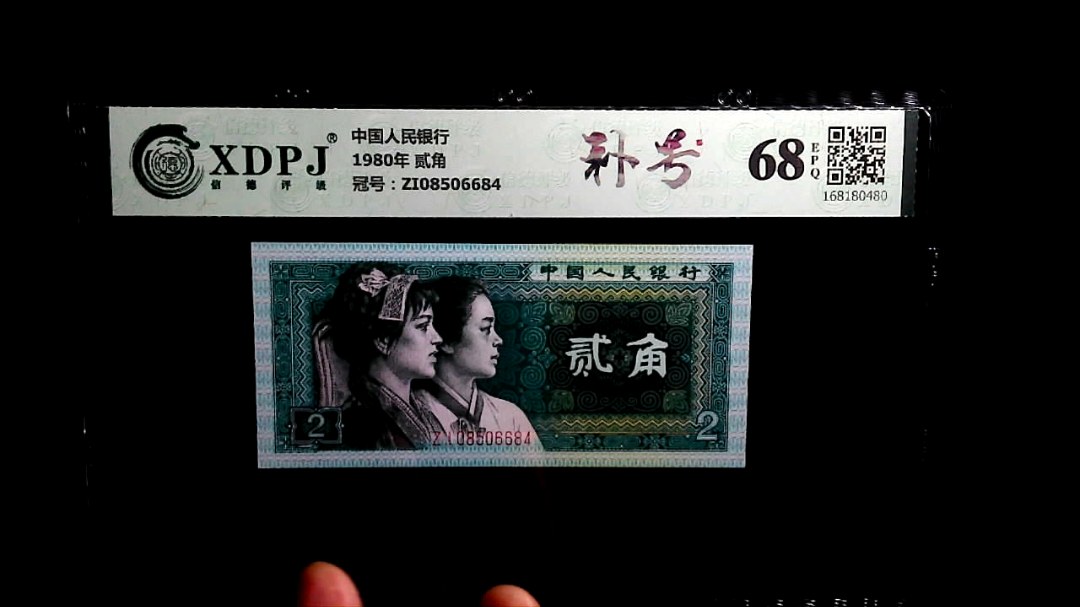 XDPJ®
信德评级
中国人民银行
1980年 贰角
冠号：ZI08506684
补号
68
EPQ
168180480
中国人民银行
贰角
2
2
ZI08506684